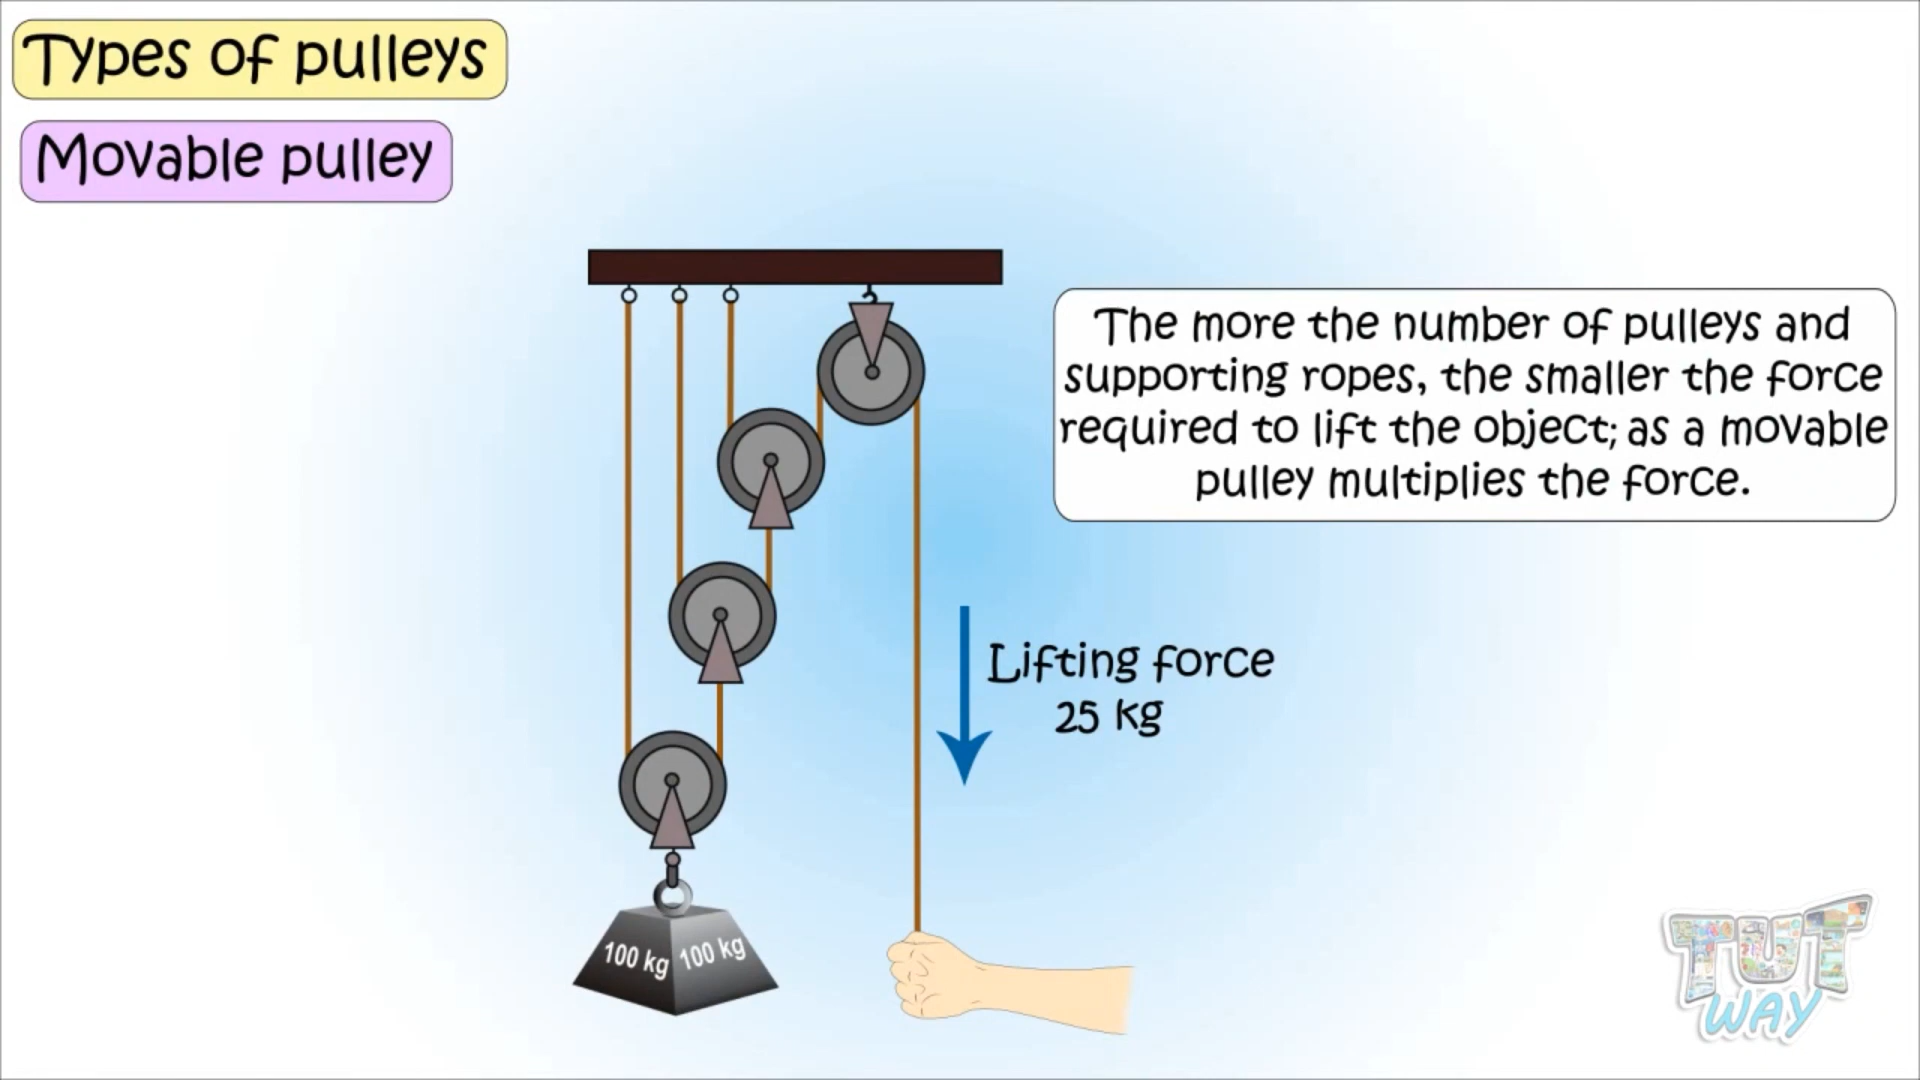 Types of pulleys
Movable pulley
The more the number of pulleys and
supporting ropes, the smaller the force
required to lift the object; as a movable
pulley multiplies the force.
Lifting force
25 kg
100 kg 100 kg
TUT
WAY